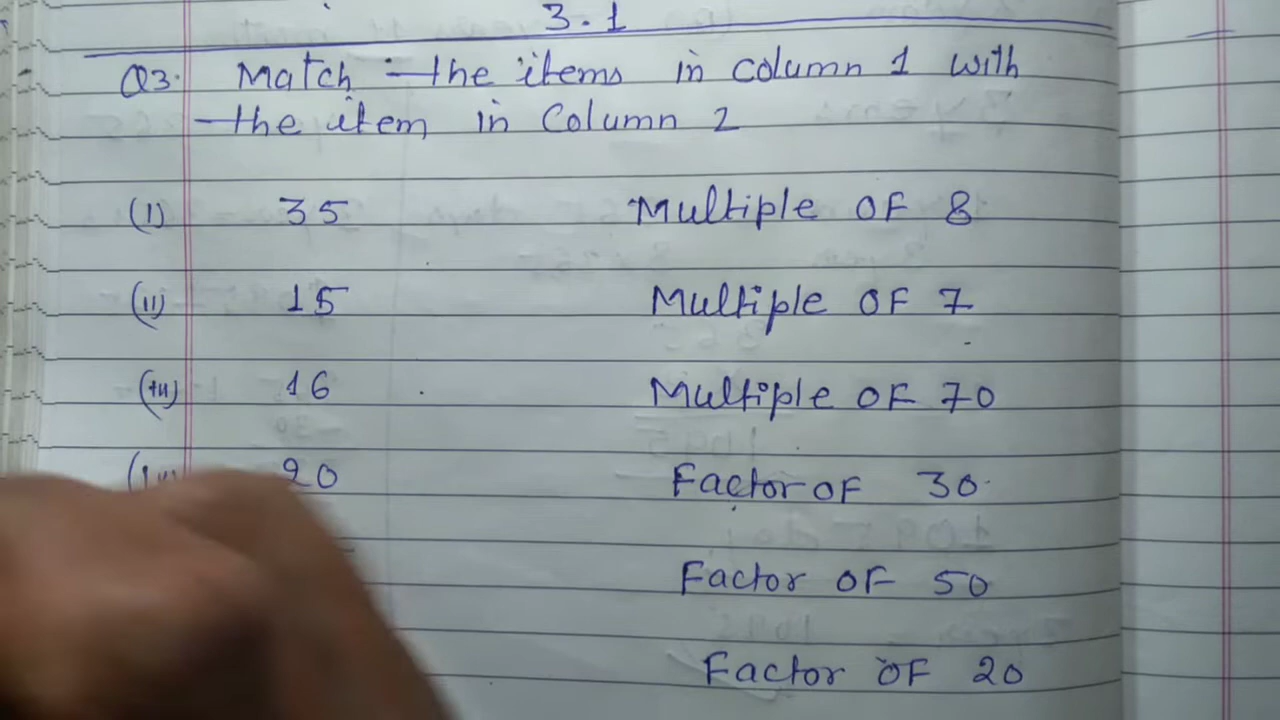 3.1
Q3. Match the items in column 1 with
the item in Column 2
(I) 35 Multiple OF 8
(II) 15 Multiple OF 7
(III) 16 Multiple OF 70
20 Factor OF 30
Factor OF 50
Factor OF 20